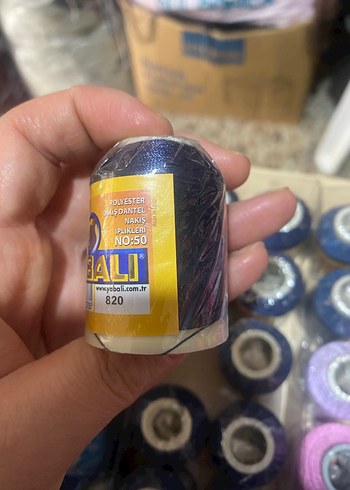 POLYESTER
DANTEL
NAKIŞ
İPLİKLERİ
NO:50
BALI
www.yebali.com.tr
820